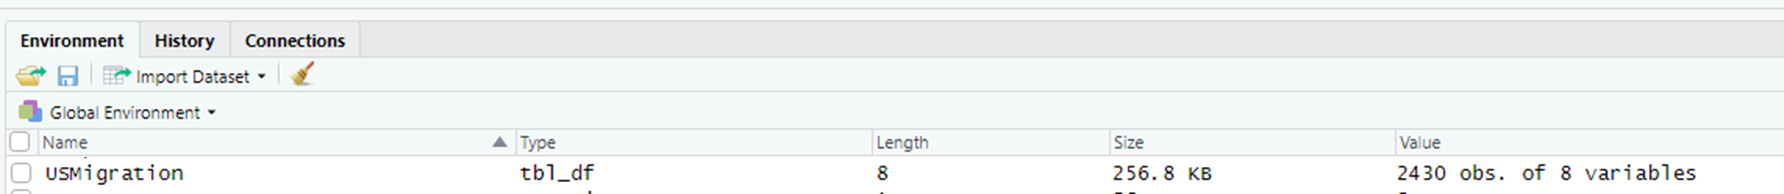 Environment History Connections
Import Dataset
Global Environment
Name Type Length Size Value
USMigration tbl_df 8 256.8 KB 2430 obs. of 8 variables